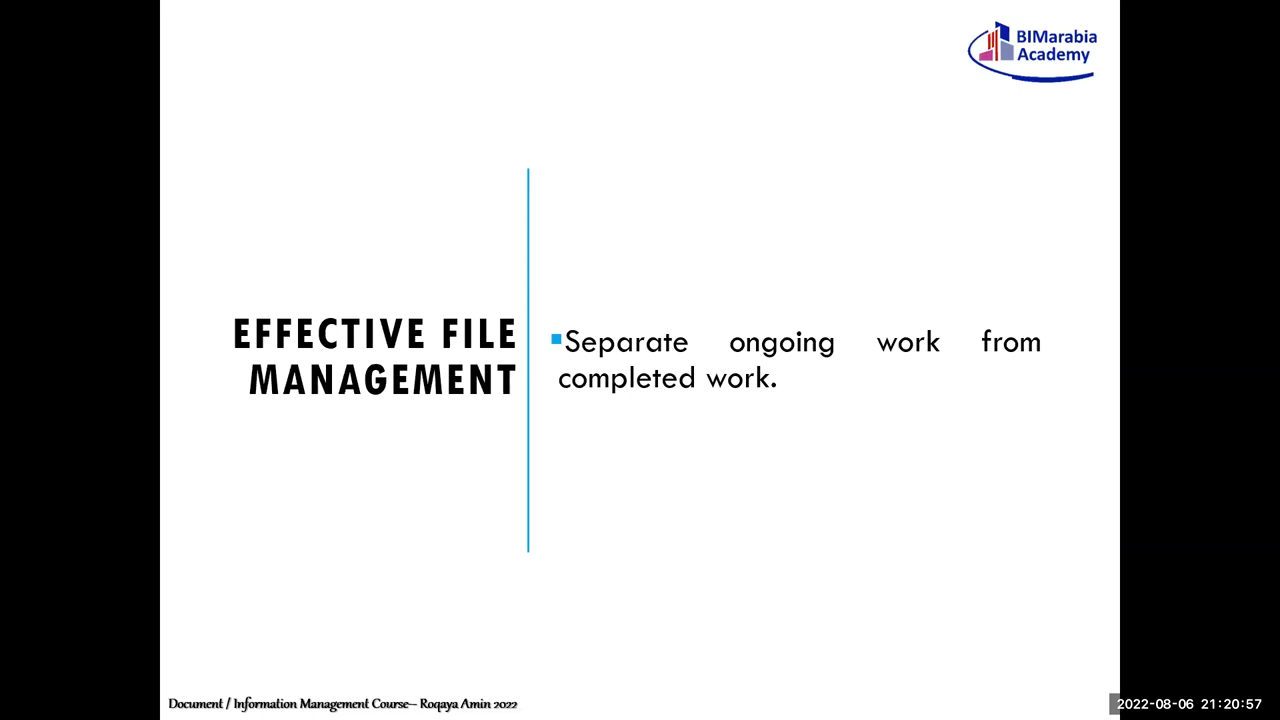 BIMarabia
Academy
EFFECTIVE FILE
MANAGEMENT
Separate ongoing work from
completed work.
Document / Information Management Course– Roqaya Amin 2022
2022-08-06 21:20:57